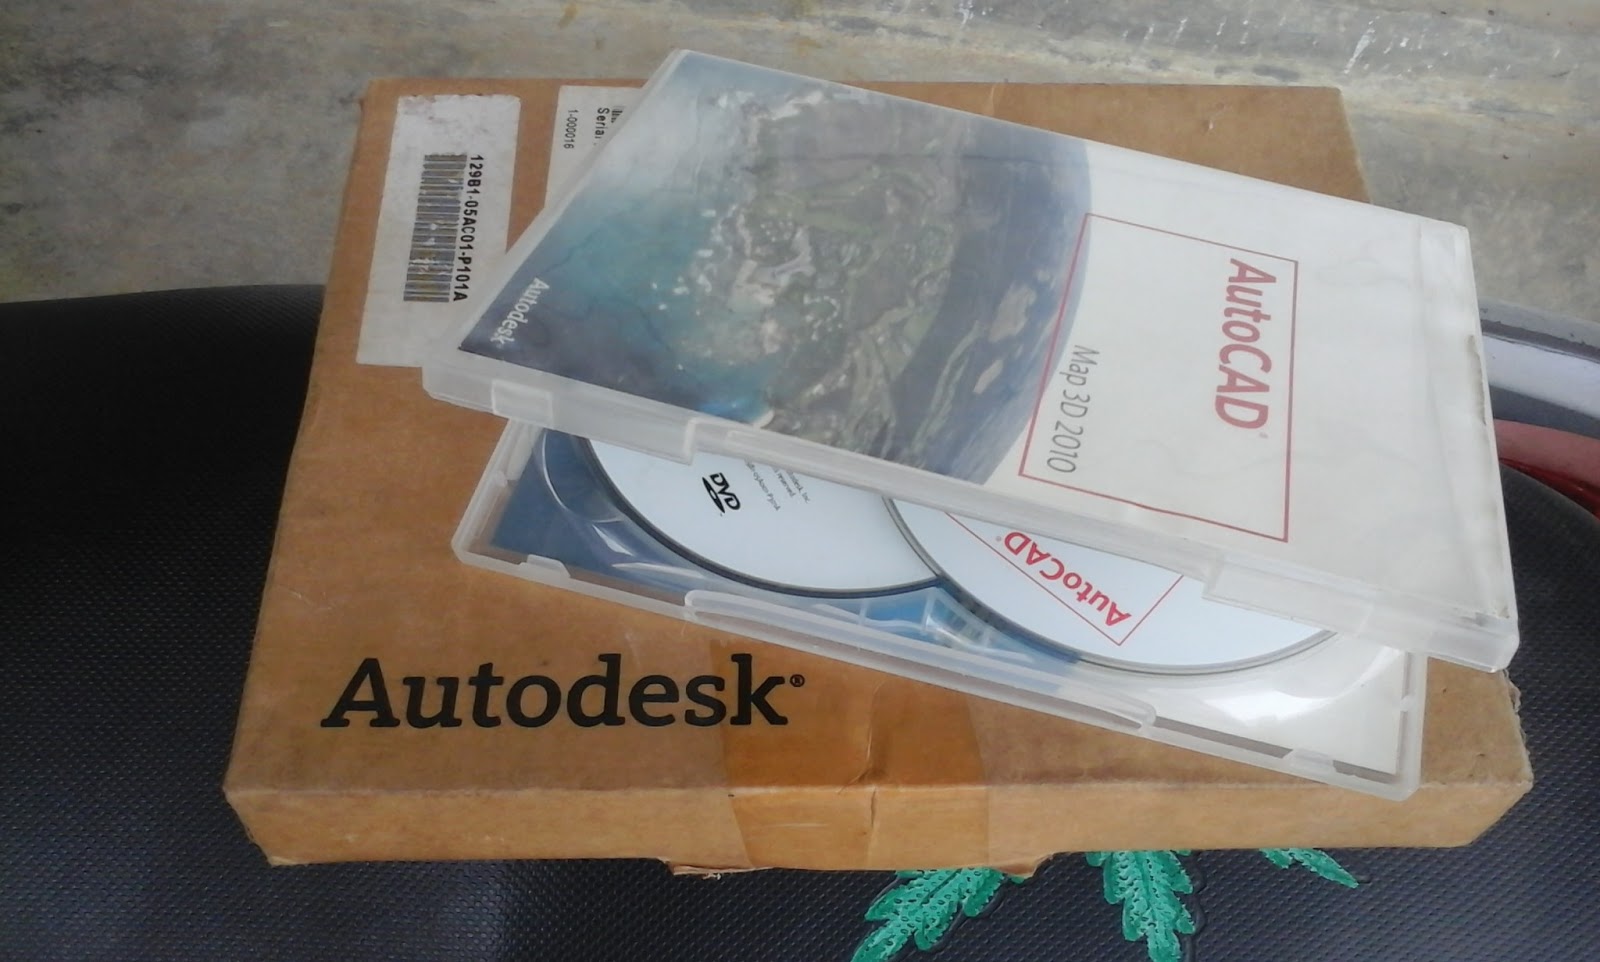 129B1-05AC01-P101A
Serial
1-000016
Autodesk
AutoCAD®
Map 3D 2010
DVD
AutoCAD®
Autodesk®